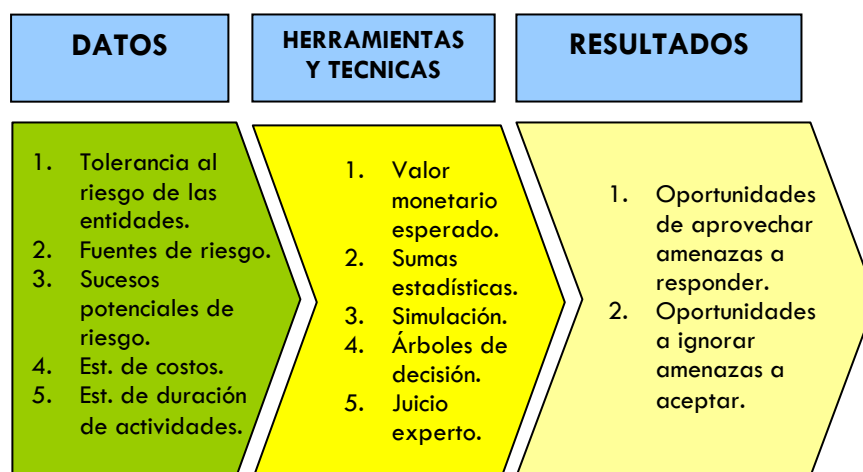 DATOS
HERRAMIENTAS
Y TECNICAS
RESULTADOS
1. Tolerancia al
riesgo de las
entidades.
2. Fuentes de riesgo.
3. Sucesos
potenciales de
riesgo.
4. Est. de costos.
5. Est. de duración
de actividades.
1. Valor
monetario
esperado.
2. Sumas
estadísticas.
3. Simulación.
4. Árboles de
decisión.
5. Juicio
experto.
1. Oportunidades
de aprovechar
amenazas a
responder.
2. Oportunidades
a ignorar
amenazas a
aceptar.